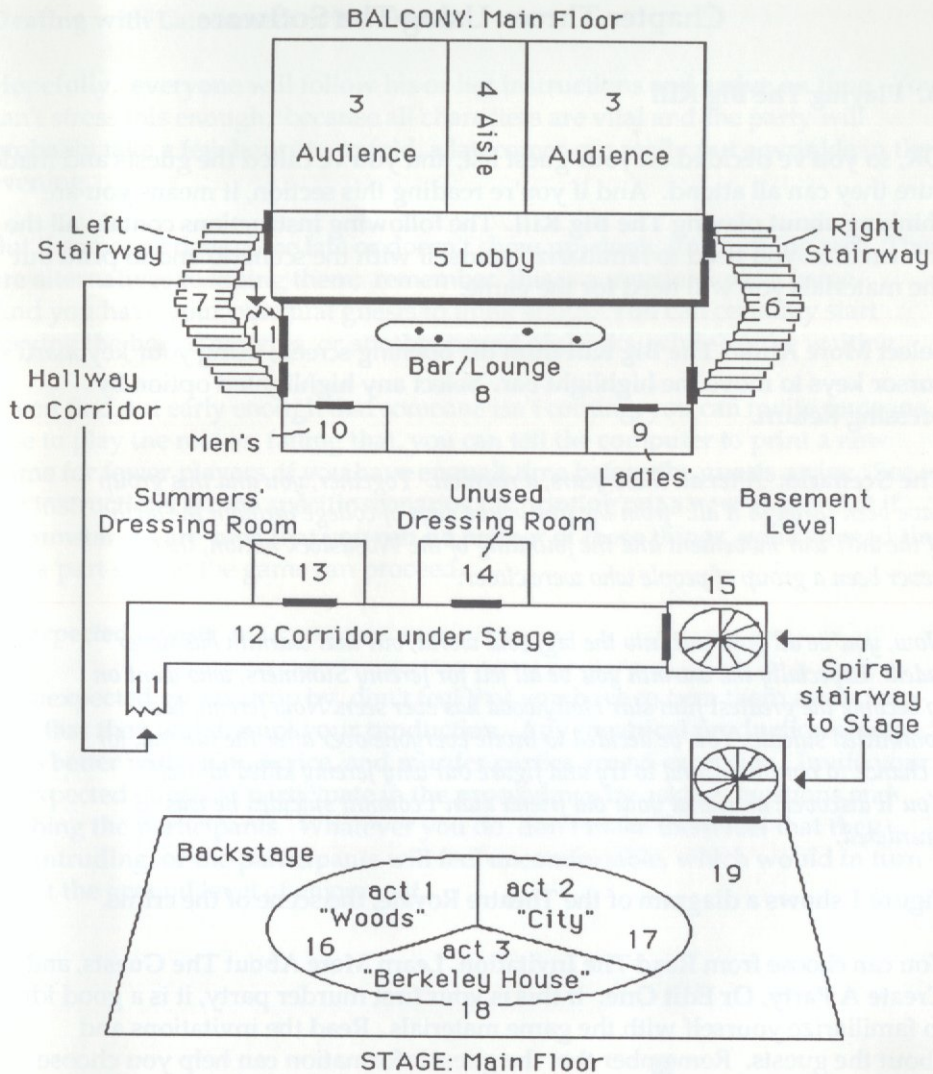 BALCONY: Main Floor
3
4 Aisle
3
Audience
Audience
Left
Stairway
Right
Stairway
5 Lobby
7
6
11
Hallway
to Corridor
Bar/Lounge
8
Men's
10
9
Ladies'
Summers'
Dressing Room
Unused
Dressing Room
Basement
Level
13
14
15
12 Corridor under Stage
11
Spiral
stairway
to Stage
Backstage
19
act 1
"Woods"
act 2
"City"
16
act 3
17
"Berkeley House"
18
STAGE: Main Floor